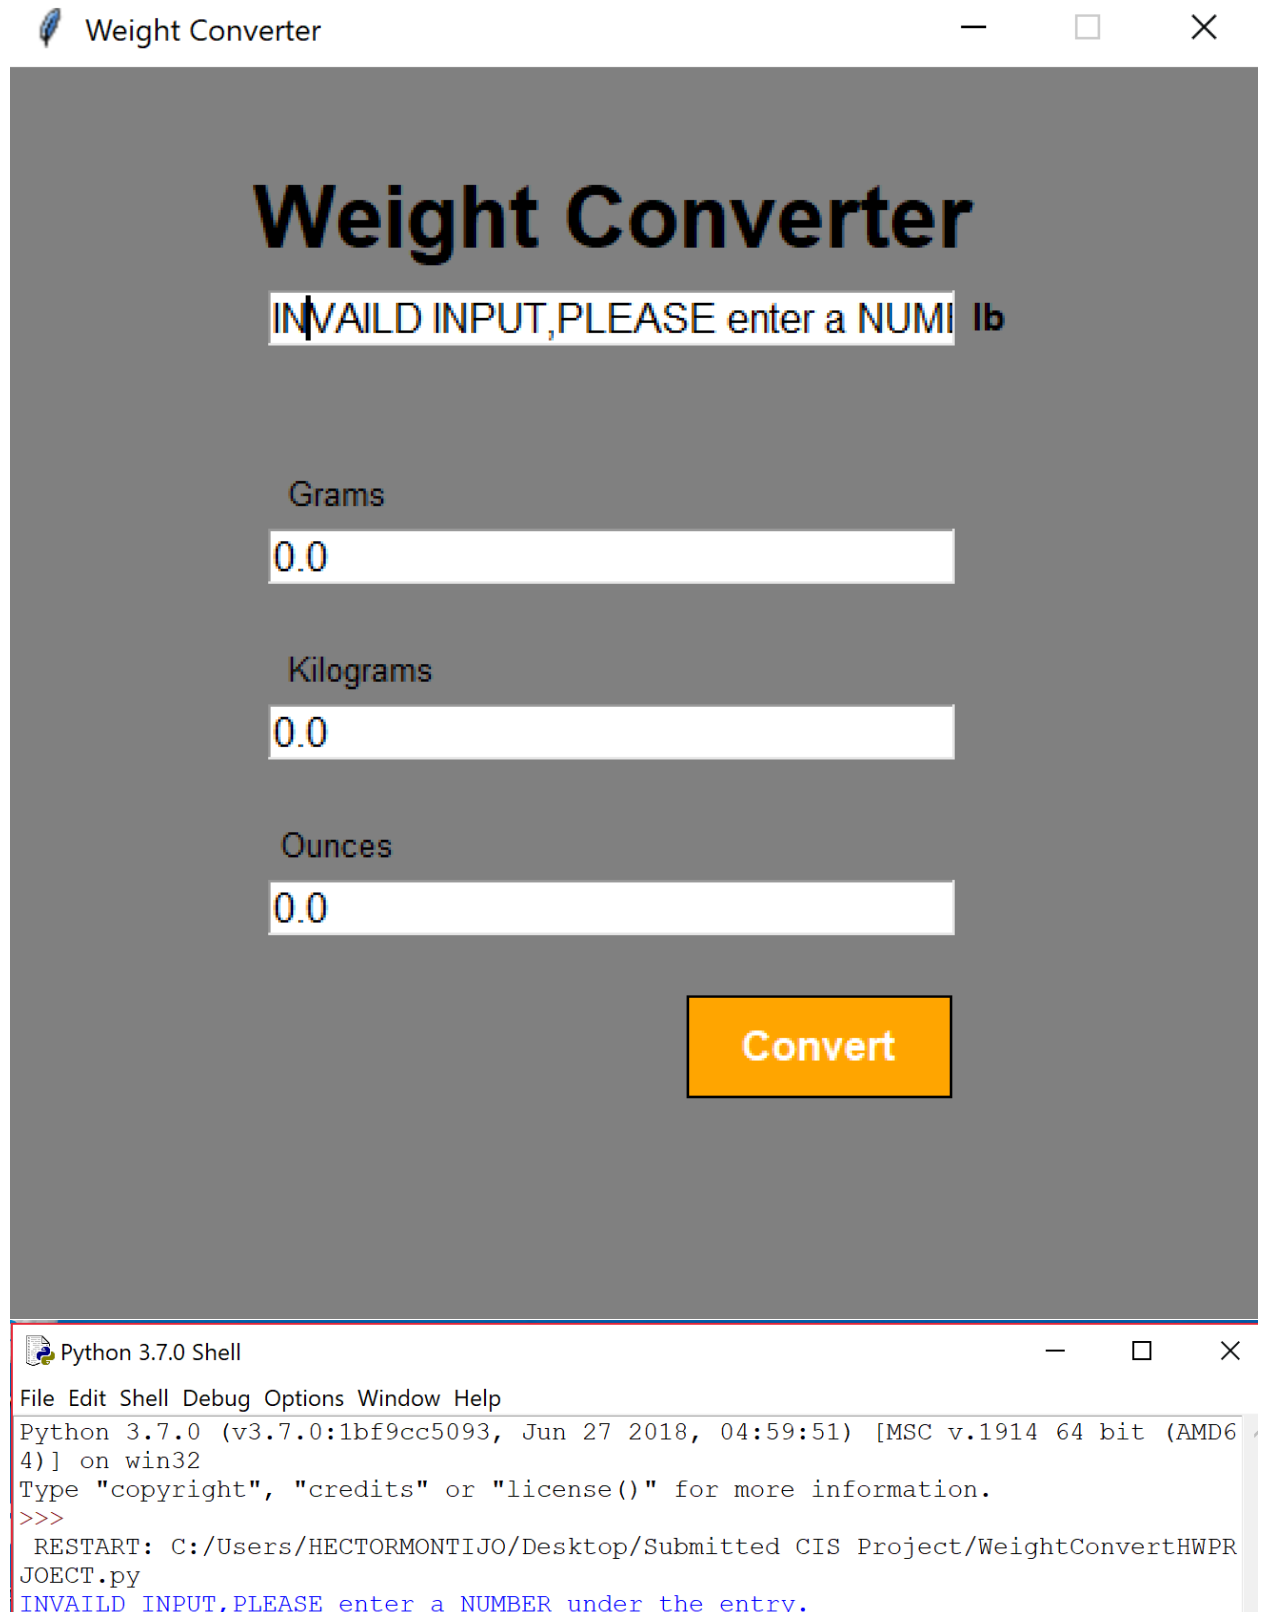 Weight Converter
Weight Converter
INVAILD INPUT,PLEASE enter a NUM lb
Grams
0.0
Kilograms
0.0
Ounces
0.0
Convert
Python 3.7.0 Shell
File Edit Shell Debug Options Window Help
Python 3.7.0 (v3.7.0:1bf9cc5093, Jun 27 2018, 04:59:51) [MSC v.1914 64 bit (AMD6
4)] on win32
Type "copyright", "credits" or "license()" for more information.
>>>
RESTART: C:/Users/HECTORMONTIJO/Desktop/Submitted CIS Project/WeightConvertHWPR
JOECT.py
INVAILD INPUT,PLEASE enter a NUMBER under the entry.